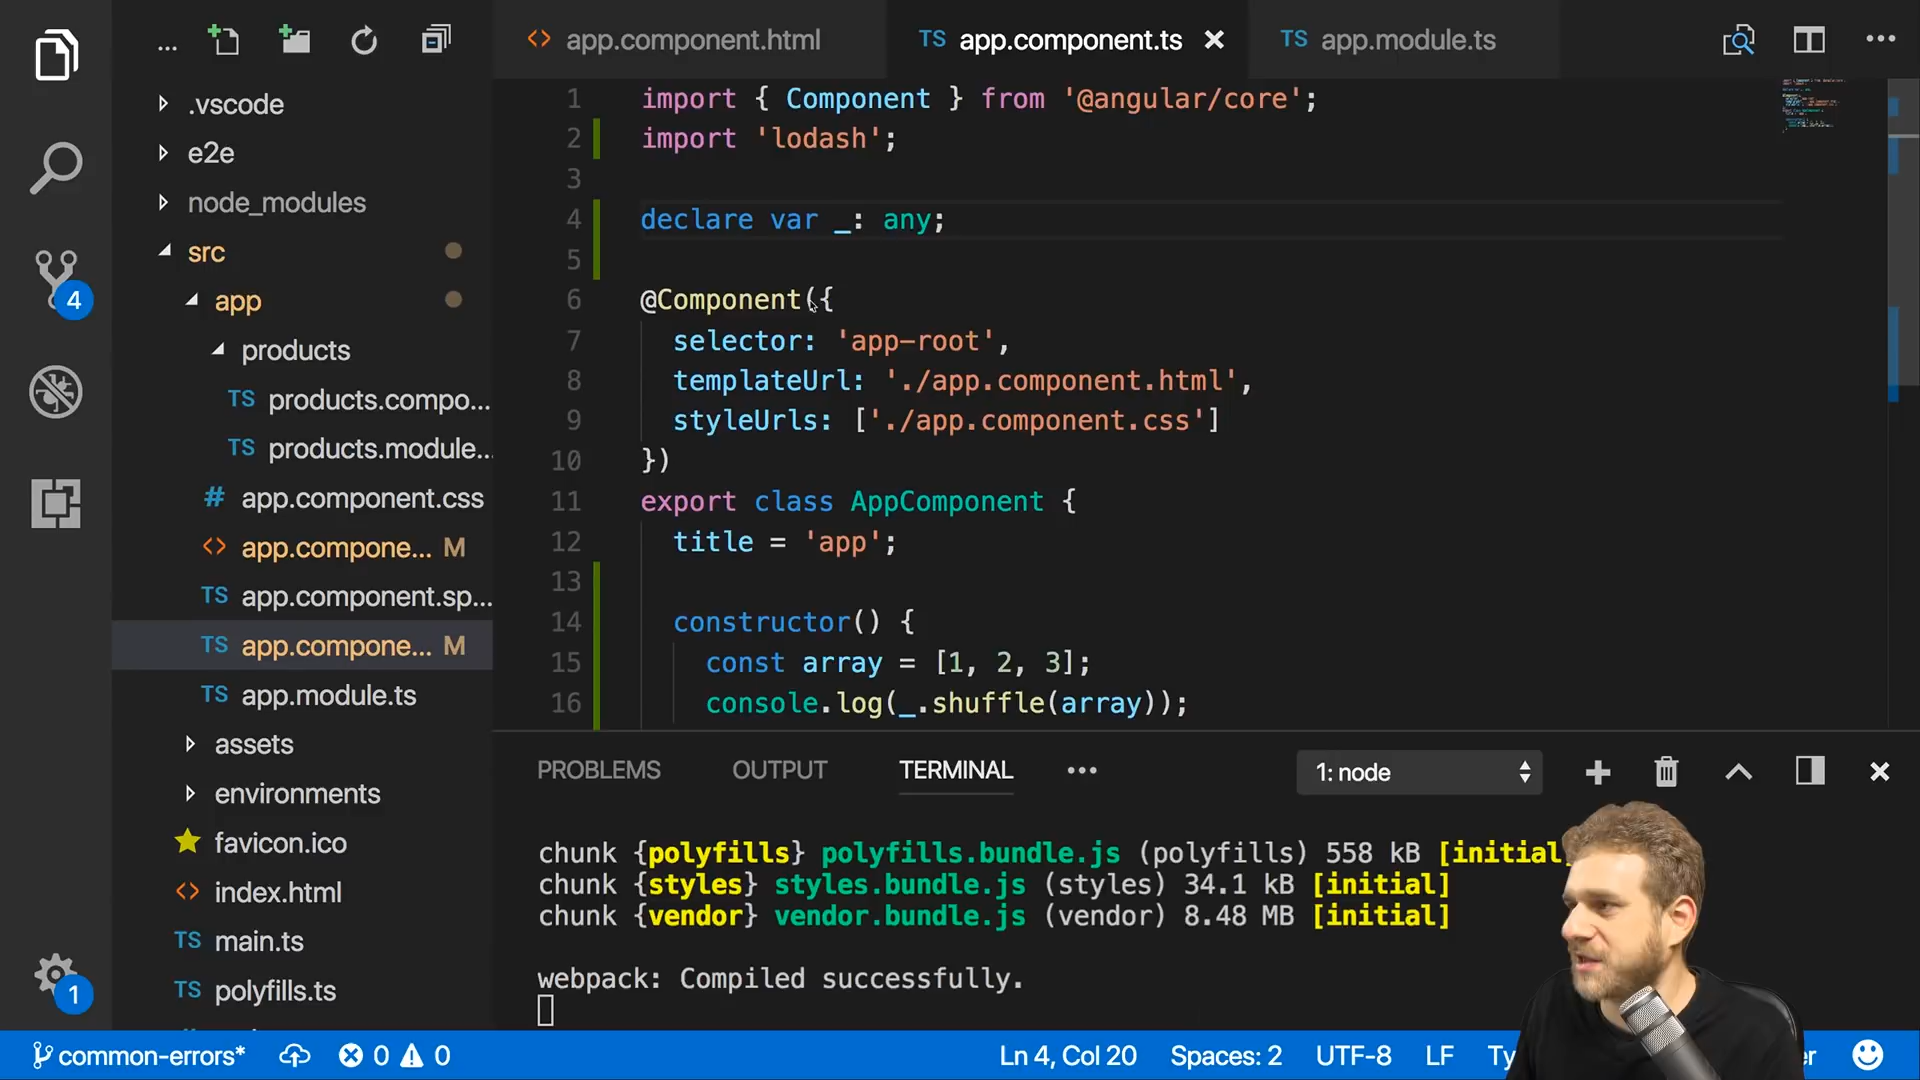 ...
app.component.html
TS app.component.ts
TS app.module.ts
.vscode
e2e
node_modules
src
app
products
TS products.compo...
TS products.module...
# app.component.css
<> app.compone... M
TS app.component.sp...
TS app.compone... M
TS app.module.ts
assets
environments
favicon.ico
<> index.html
TS main.ts
TS polyfills.ts
4
1
1 import { Component } from '@angular/core';
2 import 'lodash';
3
4 declare var _: any;
5
6 @Component({
7 selector: 'app-root',
8 templateUrl: './app.component.html',
9 styleUrls: ['./app.component.css']
10 })
11 export class AppComponent {
12 title = 'app';
13
14 constructor() {
15 const array = [1, 2, 3];
16 console.log(_.shuffle(array));
PROBLEMS OUTPUT TERMINAL ... 1: node
chunk {polyfills} polyfills.bundle.js (polyfills) 558 kB [initial]
chunk {styles} styles.bundle.js (styles) 34.1 kB [initial]
chunk {vendor} vendor.bundle.js (vendor) 8.48 MB [initial]
webpack: Compiled successfully.
common-errors* 0 0 Ln 4, Col 20 Spaces: 2 UTF-8 LF